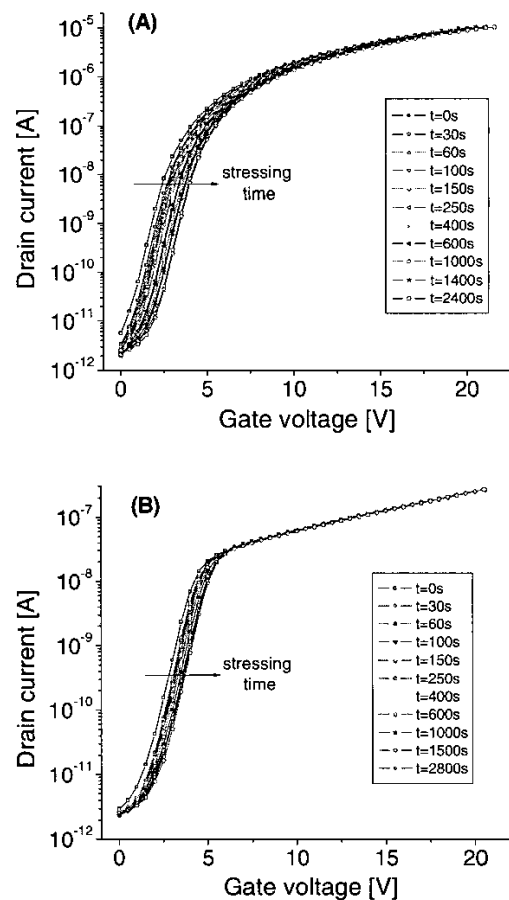 (A)
10⁻⁵
10⁻⁶
10⁻⁷
10⁻⁸
10⁻⁹
10⁻¹⁰
10⁻¹¹
10⁻¹²
Drain current [A]
stressing
time
t=0s
t=30s
t=60s
t=100s
t=150s
t=250s
t=400s
t=600s
t=1000s
t=1400s
t=2400s
0 5 10 15 20
Gate voltage [V]
(B)
10⁻⁷
10⁻⁸
10⁻⁹
10⁻¹⁰
10⁻¹¹
10⁻¹²
Drain current [A]
stressing
time
t=0s
t=30s
t=60s
t=100s
t=150s
t=250s
t=400s
t=600s
t=1000s
t=1500s
t=2800s
0 5 10 15 20
Gate voltage [V]